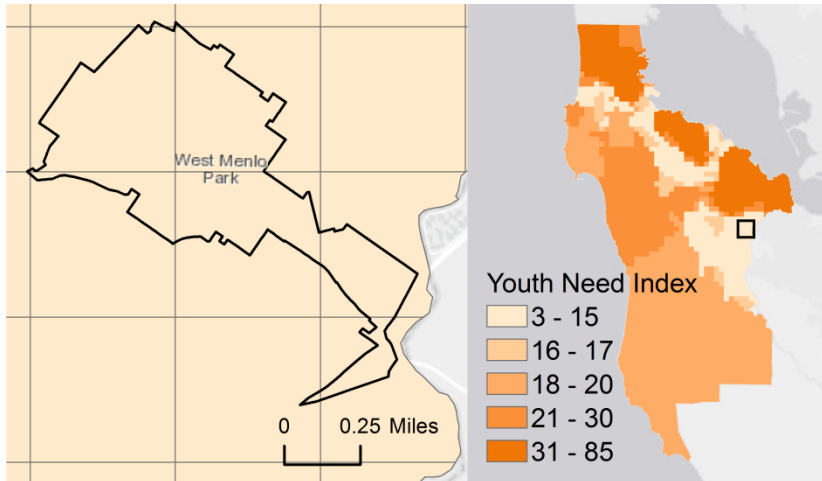 West Menlo
Park
0 0.25 Miles
Youth Need Index
3 - 15
16 - 17
18 - 20
21 - 30
31 - 85